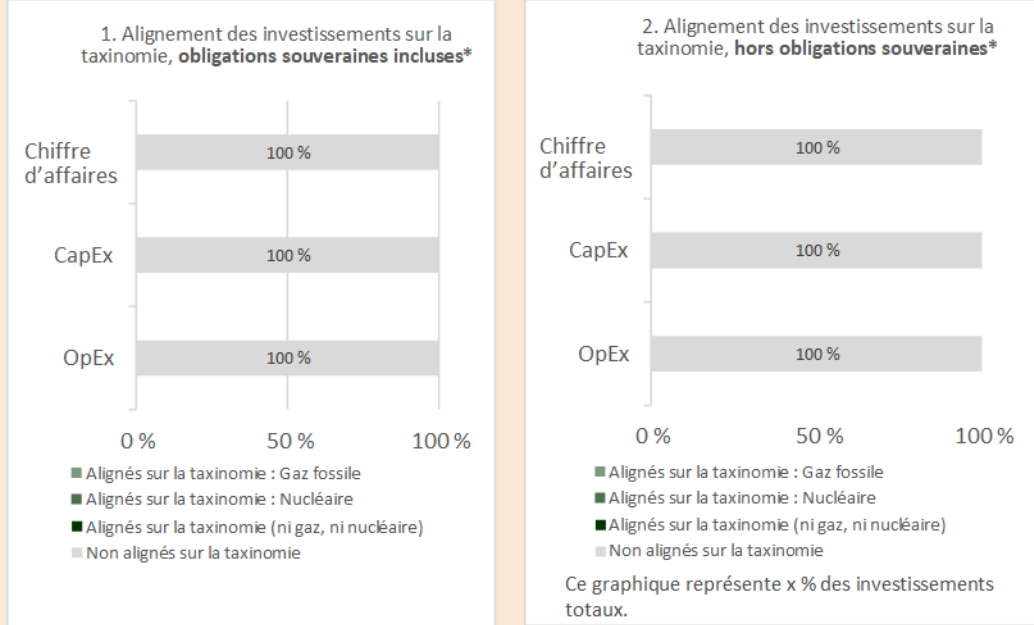 1. Alignement des investissements sur la
taxinomie, obligations souveraines incluses*
Chiffre
d’affaires
100 %
CapEx
100 %
OpEx
100 %
0 %
50 %
100 %
Alignés sur la taxinomie : Gaz fossile
Alignés sur la taxinomie : Nucléaire
Alignés sur la taxinomie (ni gaz, ni nucléaire)
Non alignés sur la taxinomie
2. Alignement des investissements sur la
taxinomie, hors obligations souveraines*
Chiffre
d’affaires
100 %
CapEx
100 %
OpEx
100 %
0 %
50 %
100 %
Alignés sur la taxinomie : Gaz fossile
Alignés sur la taxinomie : Nucléaire
Alignés sur la taxinomie (ni gaz, ni nucléaire)
Non alignés sur la taxinomie
Ce graphique représente x % des investissements
totaux.